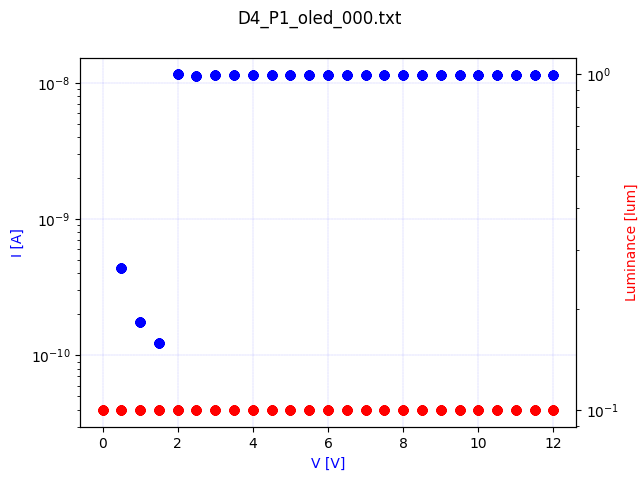 D4_P1_oled_000.txt
10⁻⁸
10⁻⁹
10⁻¹⁰
I [A]
10⁰
10⁻¹
Luminance [lum]
0 2 4 6 8 10 12
V [V]